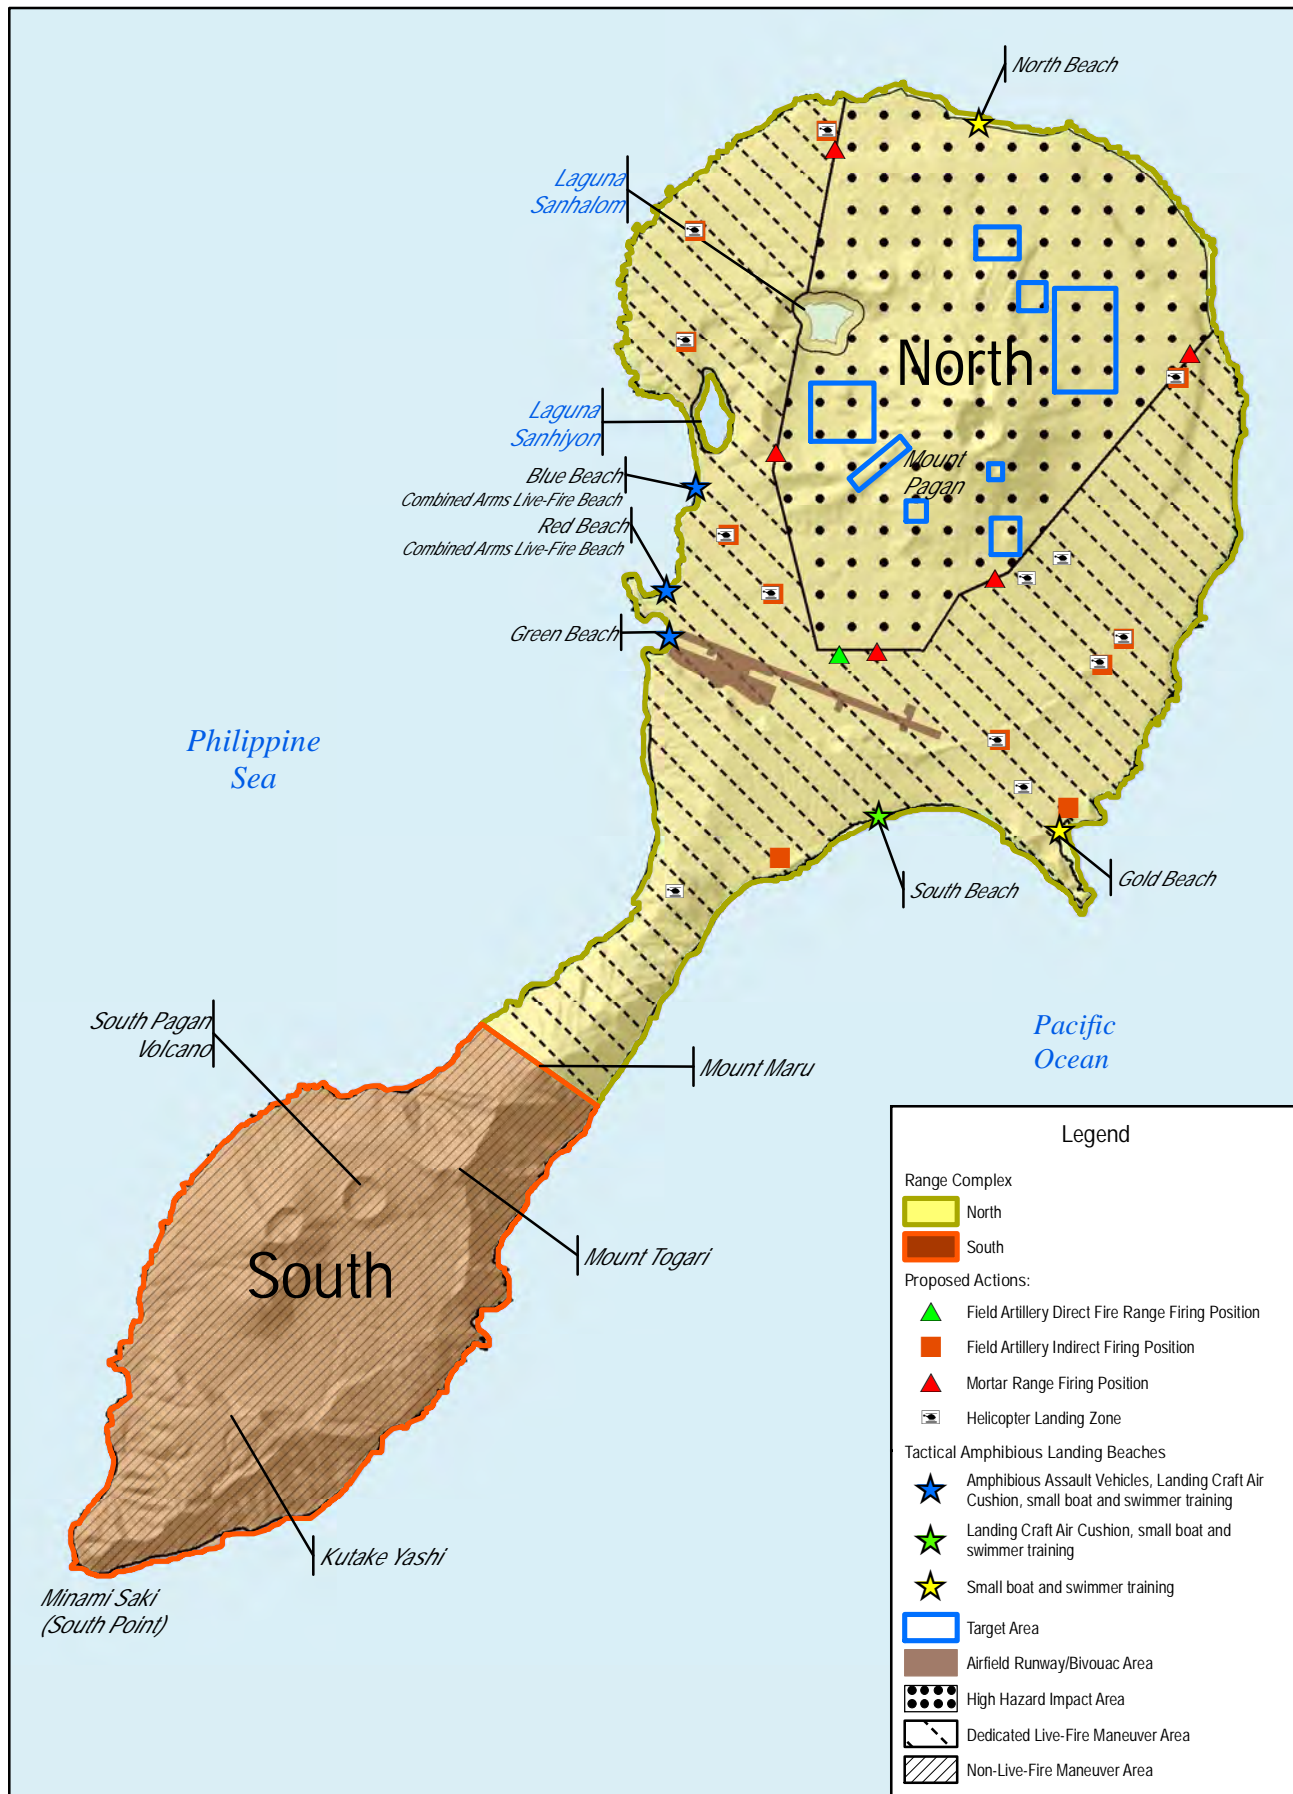 North Beach
Laguna
Sanhalom
North
Laguna
Sanhiyon
Mount
Pagan
Blue Beach
Combined Arms Live-Fire Beach
Red Beach
Combined Arms Live-Fire Beach
Green Beach
Philippine
Sea
South Beach
Gold Beach
South Pagan
Volcano
Pacific
Ocean
Mount Maru
Mount Togari
South
Kutake Yashi
Minami Saki
(South Point)
Legend
Range Complex
North
South
Proposed Actions:
Field Artillery Direct Fire Range Firing Position
Field Artillery Indirect Firing Position
Mortar Range Firing Position
Helicopter Landing Zone
Tactical Amphibious Landing Beaches
Amphibious Assault Vehicles, Landing Craft Air
Cushion, small boat and swimmer training
Landing Craft Air Cushion, small boat and
swimmer training
Small boat and swimmer training
Target Area
Airfield Runway/Bivouac Area
High Hazard Impact Area
Dedicated Live-Fire Maneuver Area
Non-Live-Fire Maneuver Area